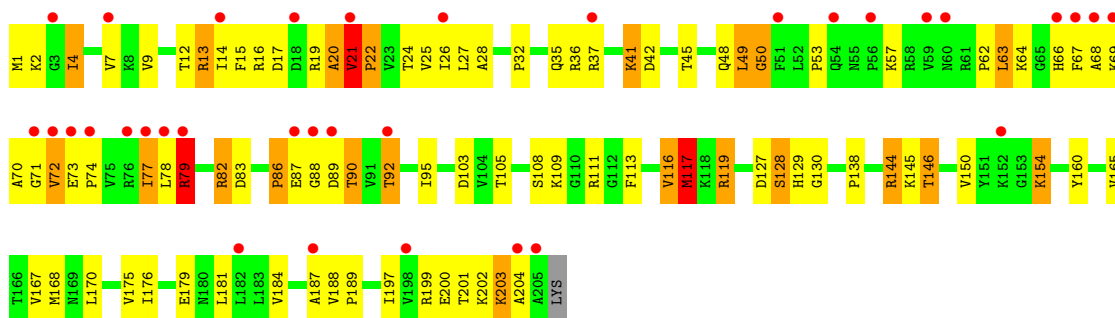 M1 K2 G3 I4 V7 K8 V9 T12 R13 I14 F15 R16 D17 D18 R19 A20 V21 P22 V23 T24 V25 I26 L27 A28 P32 Q35 R36 R37 K41 D42 T45 Q48 L49 G50 F51 L52 P53 Q54 N55 P56 K57 R58 V59 N60 R61 P62 L63 K64 G65 H66 F67 A68 K69
A70 G71 V72 E73 P74 V75 R76 I77 L78 R79 R82 D83 P86 E87 G88 D89 T90 V91 T92 I95 D103 V104 T105 S108 K109 G110 R111 G112 F113 V116 M117 K118 R119 D127 S128 H129 G130 P138 R144 K145 T146 V150 Y151 K152 G153 K154 Y160 V165
T166 V167 M168 N169 L170 V175 I176 E179 N180 L181 L182 L183 V184 A187 V188 P189 I197 V198 R199 E200 T201 K202 K203 A204 A205 LYS